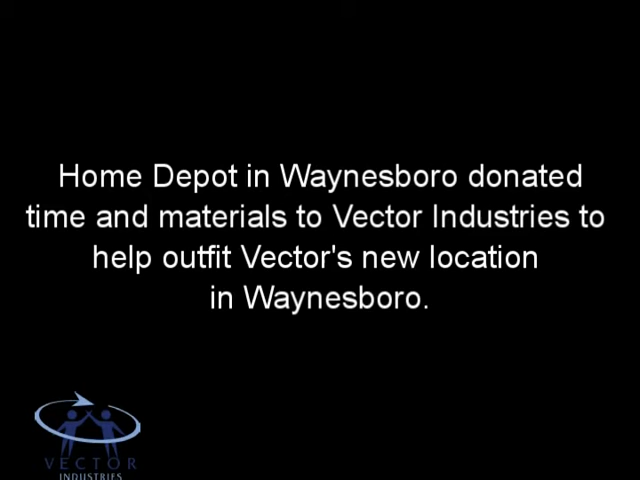 Home Depot in Waynesboro donated
time and materials to Vector Industries to
help outfit Vector's new location
in Waynesboro.
VECTOR
INDUSTRIES